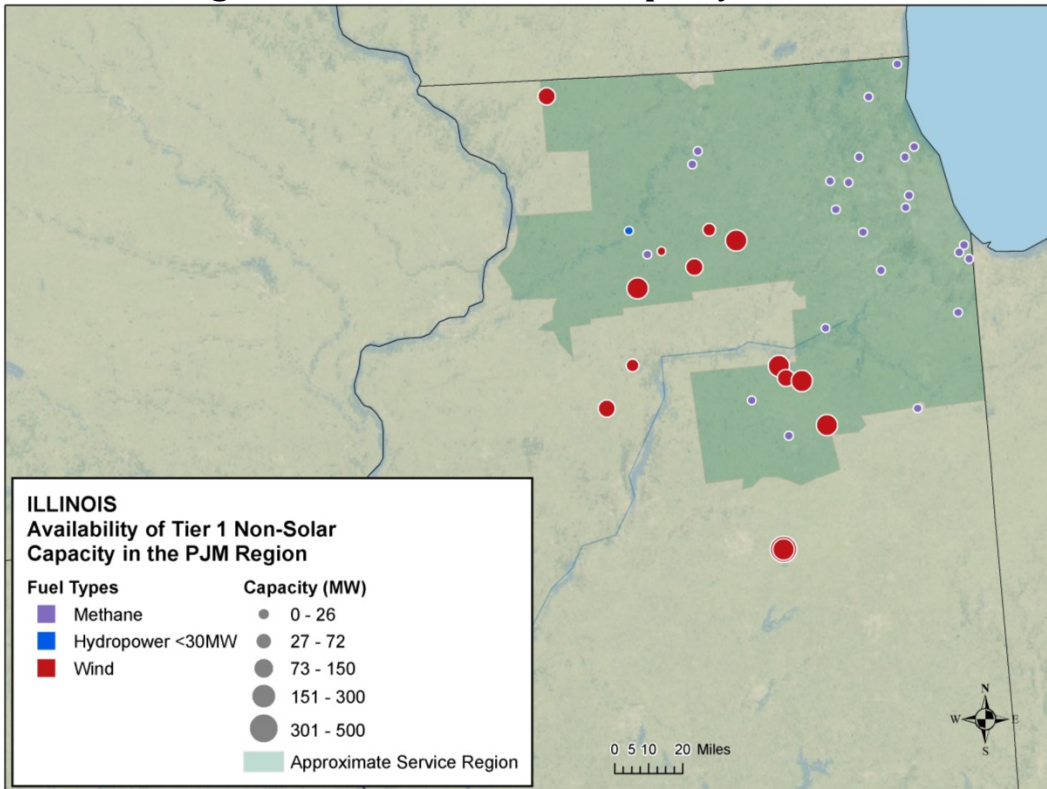 ILLINOIS
Availability of Tier 1 Non-Solar
Capacity in the PJM Region
Fuel Types
Methane
Hydropower <30MW
Wind
Capacity (MW)
0 - 26
27 - 72
73 - 150
151 - 300
301 - 500
Approximate Service Region
0 5 10 20 Miles
N
W E
S